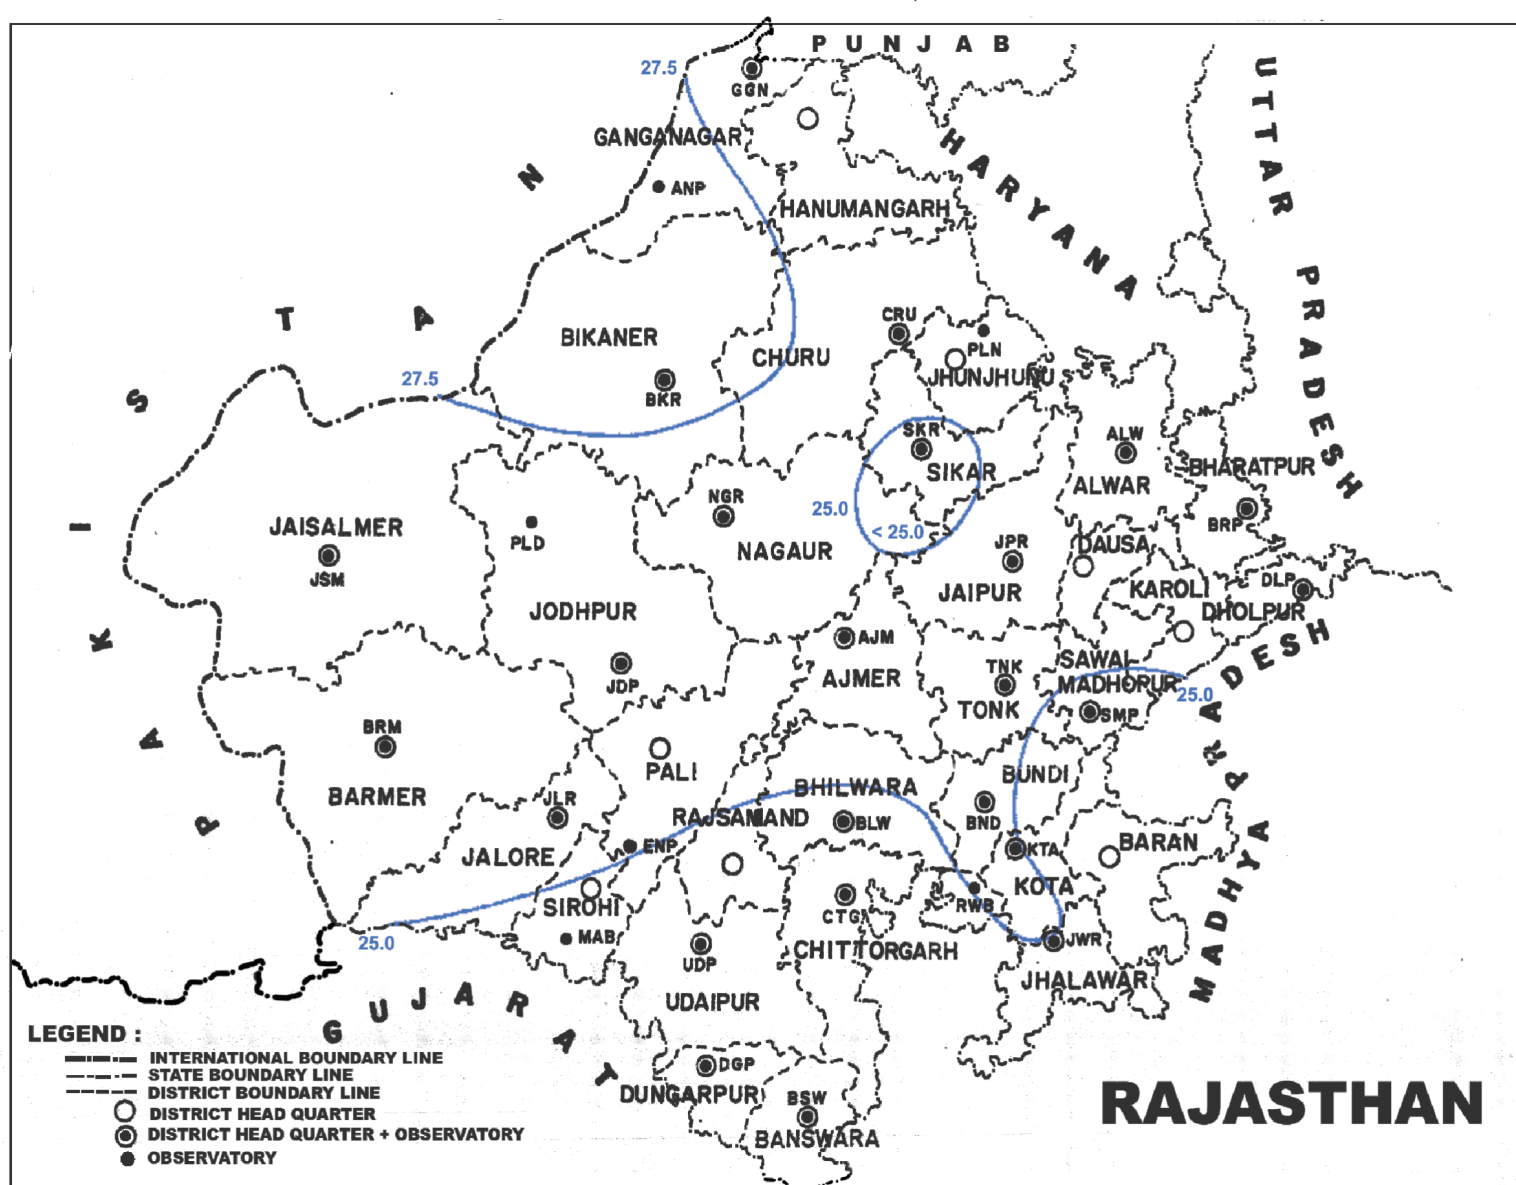 PUNJAB
27.5
GGN
GANGANAGAR
HARYANA
UTTAR PRADESH
ANP
HANUMANGARH
PAKISTAN
BIKANER
CRU
PLN
CHURU
JHUNJHUNU
27.5
BKR
SKR
SIKAR
ALW
ALWAR
BHARATPUR
NGR
25.0
< 25.0
BRP
JAISALMER
JSM
PLD
NAGAUR
JPR
DAUSA
JODHPUR
JAIPUR
KAROLI
DLP
DHOLPUR
AJM
AJMER
TNK
TONK
SAWAI
MADHOPUR
25.0
SMP
JDP
BRM
BARMER
PALI
MADHYA PRADESH
BUNDI
BHILWARA
JLR
RAJSAMAND
BLW
BND
KTA
BARAN
ENP
JALORE
KOTA
SIROHI
RWB
CTG
25.0
MAB
UDP
CHITTORGARH
JWR
JHALAWAR
UDAIPUR
GUJARAT
DGP
DUNGARPUR
BSW
BANSWARA
LEGEND :
INTERNATIONAL BOUNDARY LINE
STATE BOUNDARY LINE
DISTRICT BOUNDARY LINE
DISTRICT HEAD QUARTER
DISTRICT HEAD QUARTER + OBSERVATORY
OBSERVATORY
RAJASTHAN